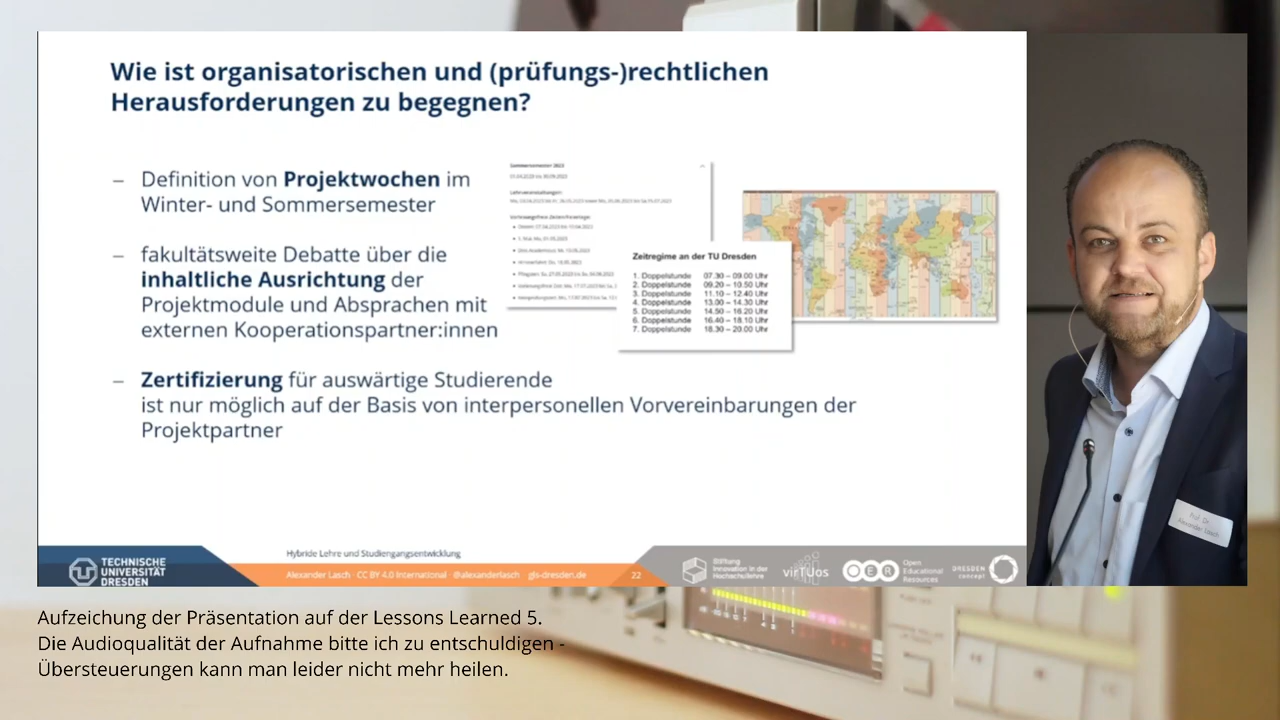 Wie ist organisatorischen und (prüfungs-)rechtlichen
Herausforderungen zu begegnen?
– Definition von Projektwochen im
Winter- und Sommersemester
– fakultätsweite Debatte über die
inhaltliche Ausrichtung der
Projektmodule und Absprachen mit
externen Kooperationspartner:innen
– Zertifizierung für auswärtige Studierende
ist nur möglich auf der Basis von interpersonellen Vorvereinbarungen der
Projektpartner
Sommersemester 2023
Lehrveranstaltungen:
Zeitregime an der TU Dresden
1. Doppelstunde 07.30 – 09.00 Uhr
2. Doppelstunde 09.20 – 10.50 Uhr
3. Doppelstunde 11.10 – 12.40 Uhr
4. Doppelstunde 13.00 – 14.30 Uhr
5. Doppelstunde 14.50 – 16.20 Uhr
6. Doppelstunde 16.40 – 18.10 Uhr
7. Doppelstunde 18.30 – 20.00 Uhr
TECHNISCHE
UNIVERSITÄT
DRESDEN
Hybride Lehre und Studiengangsentwicklung
Alexander Lasch · CC BY 4.0 International · @alexanderlasch gls-dresden.de 22
Stiftung
Innovation in der
Hochschullehre
virTUos
OER
Open
Educational
Resources
DRESDEN
concept
Prof. Dr.
Alexander Lasch
Aufzeichung der Präsentation auf der Lessons Learned 5.
Die Audioqualität der Aufnahme bitte ich zu entschuldigen -
Übersteuerungen kann man leider nicht mehr heilen.